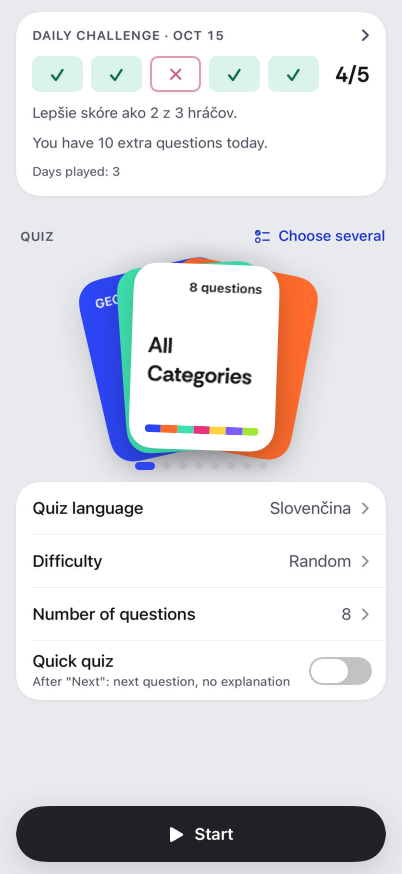 DAILY CHALLENGE · OCT 15
4/5
Lepšie skóre ako 2 z 3 hráčov.
You have 10 extra questions today.
Days played: 3
QUIZ
Choose several
8 questions
All
Categories
Quiz language
Slovenčina
Difficulty
Random
Number of questions
8
Quick quiz
After "Next": next question, no explanation
Start